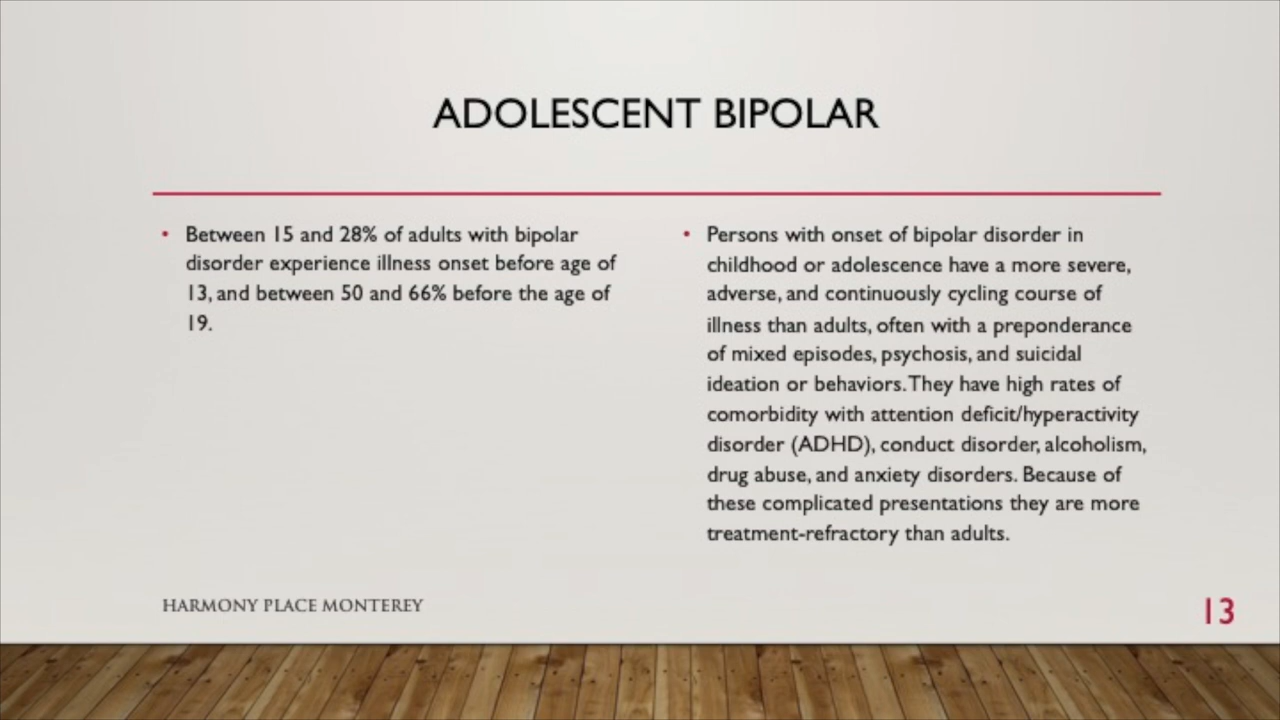 ADOLESCENT BIPOLAR
• Between 15 and 28% of adults with bipolar
disorder experience illness onset before age of
13, and between 50 and 66% before the age of
19.
• Persons with onset of bipolar disorder in
childhood or adolescence have a more severe,
adverse, and continuously cycling course of
illness than adults, often with a preponderance
of mixed episodes, psychosis, and suicidal
ideation or behaviors. They have high rates of
comorbidity with attention deficit/hyperactivity
disorder (ADHD), conduct disorder, alcoholism,
drug abuse, and anxiety disorders. Because of
these complicated presentations they are more
treatment-refractory than adults.
HARMONY PLACE MONTEREY
13